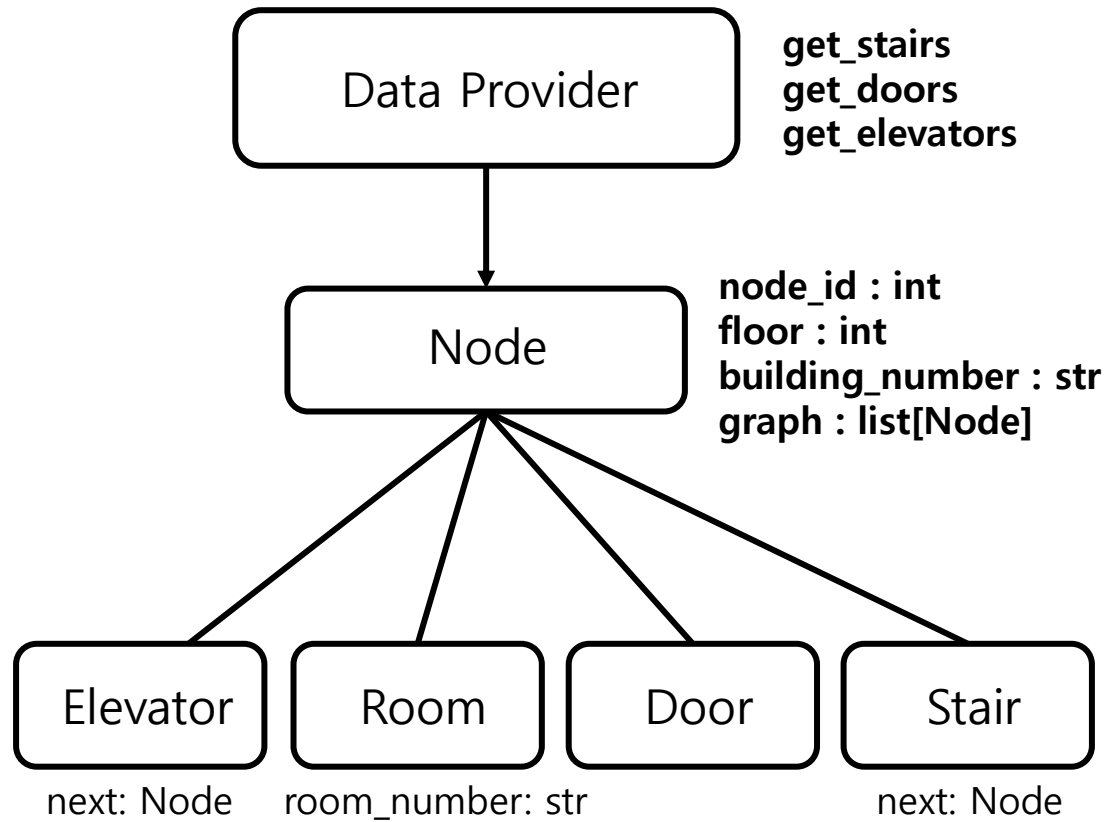 Data Provider
get_stairs
get_doors
get_elevators
Node
node_id : int
floor : int
building_number : str
graph : list[Node]
Elevator
Room
Door
Stair
next: Node
room_number: str
next: Node